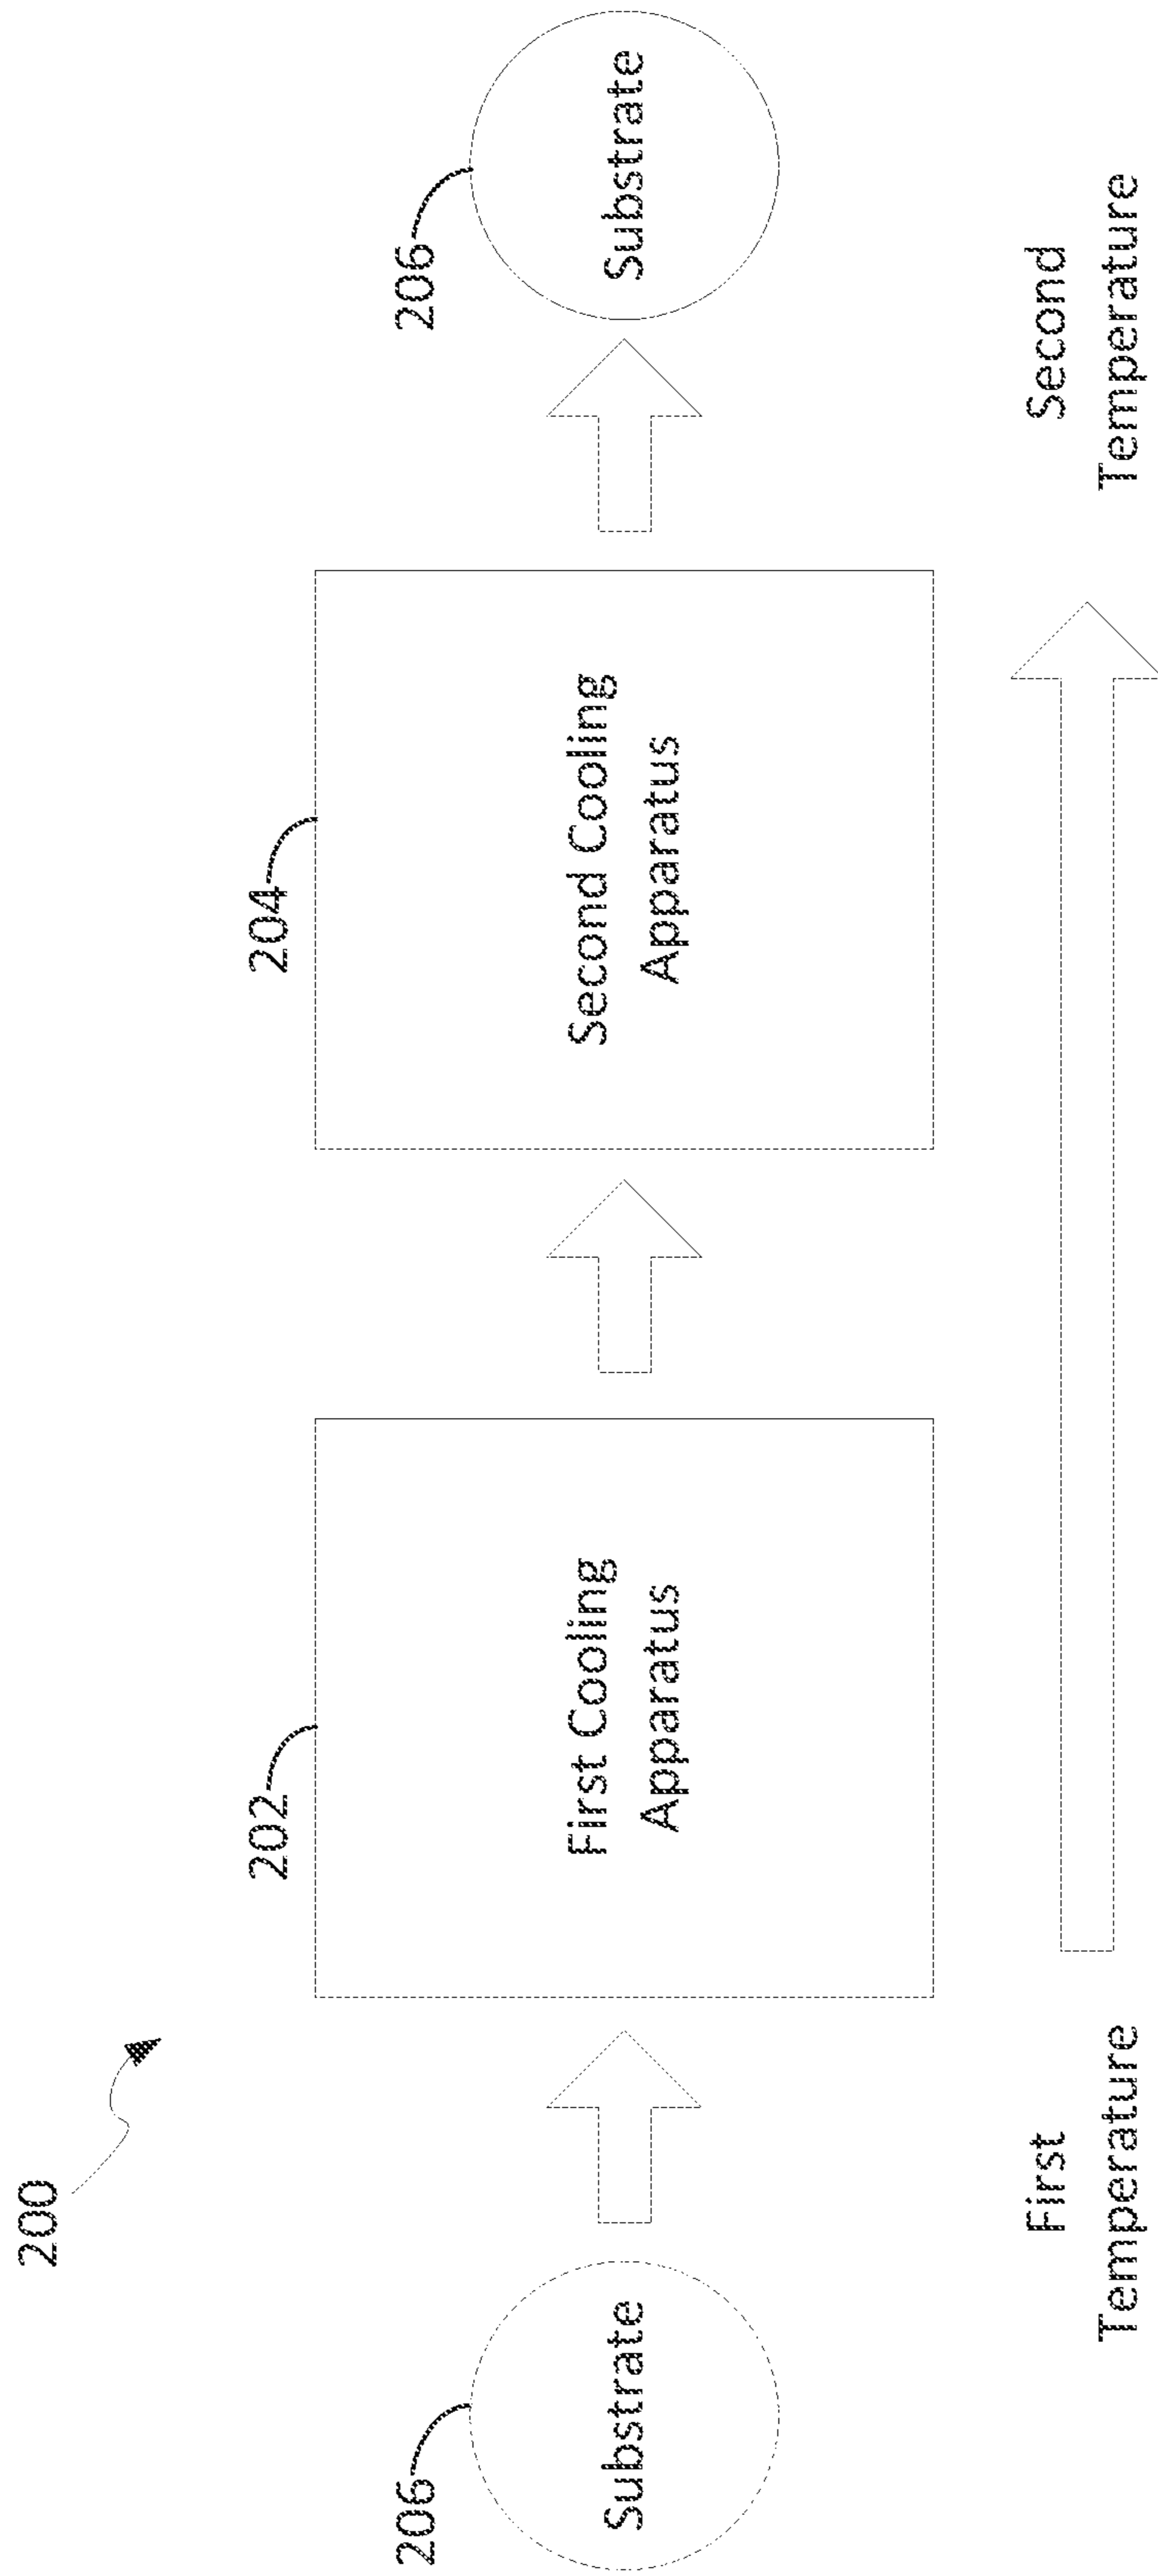 200
202
204
206
206
Substrate
First Cooling
Apparatus
Second Cooling
Apparatus
Substrate
First
Temperature
Second
Temperature